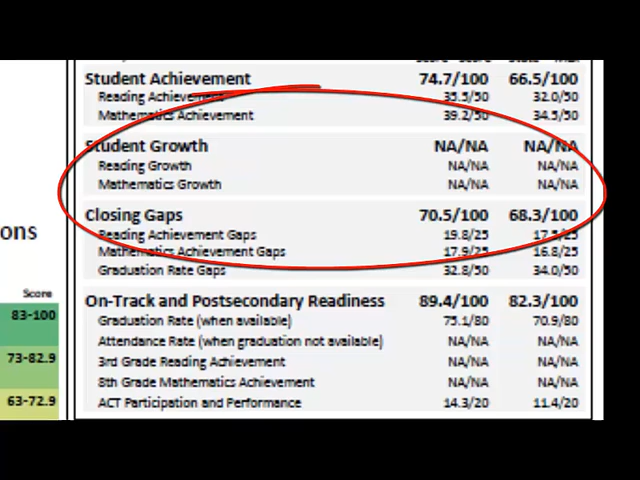 Student Achievement 74.7/100 66.5/100
Reading Achievement 35.5/50 32.0/50
Mathematics Achievement 39.2/50 34.5/50
Student Growth NA/NA NA/NA
Reading Growth NA/NA NA/NA
Mathematics Growth NA/NA NA/NA
Closing Gaps 70.5/100 68.3/100
Reading Achievement Gaps 19.8/25 17.5/25
Mathematics Achievement Gaps 17.9/25 16.8/25
Graduation Rate Gaps 32.8/50 34.0/50
On-Track and Postsecondary Readiness 89.4/100 82.3/100
Graduation Rate (when available) 75.1/80 70.9/80
Attendance Rate (when graduation not available) NA/NA NA/NA
3rd Grade Reading Achievement NA/NA NA/NA
8th Grade Mathematics Achievement NA/NA NA/NA
ACT Participation and Performance 14.3/20 11.4/20
ons
Score
83-100
73-82.9
63-72.9